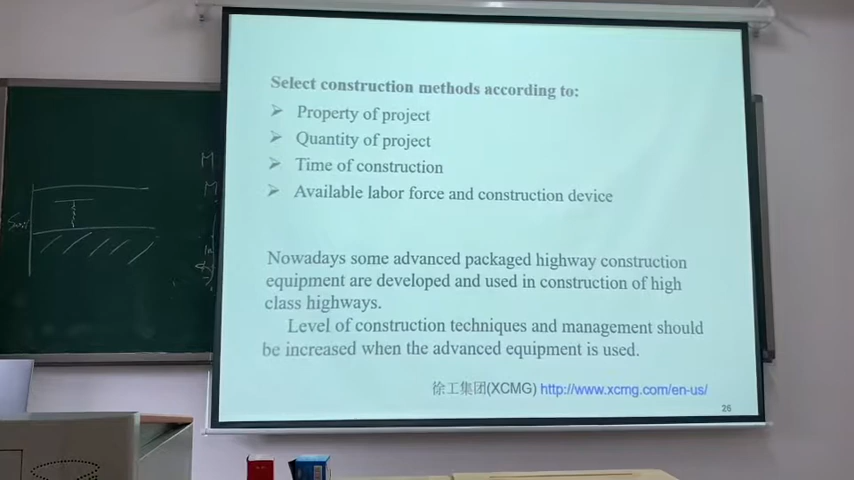 Select construction methods according to:
➢ Property of project
➢ Quantity of project
➢ Time of construction
➢ Available labor force and construction device
Nowadays some advanced packaged highway construction
equipment are developed and used in construction of high
class highways.
Level of construction techniques and management should
be increased when the advanced equipment is used.
徐工集团(XCMG) http://www.xcmg.com/en-us/
26